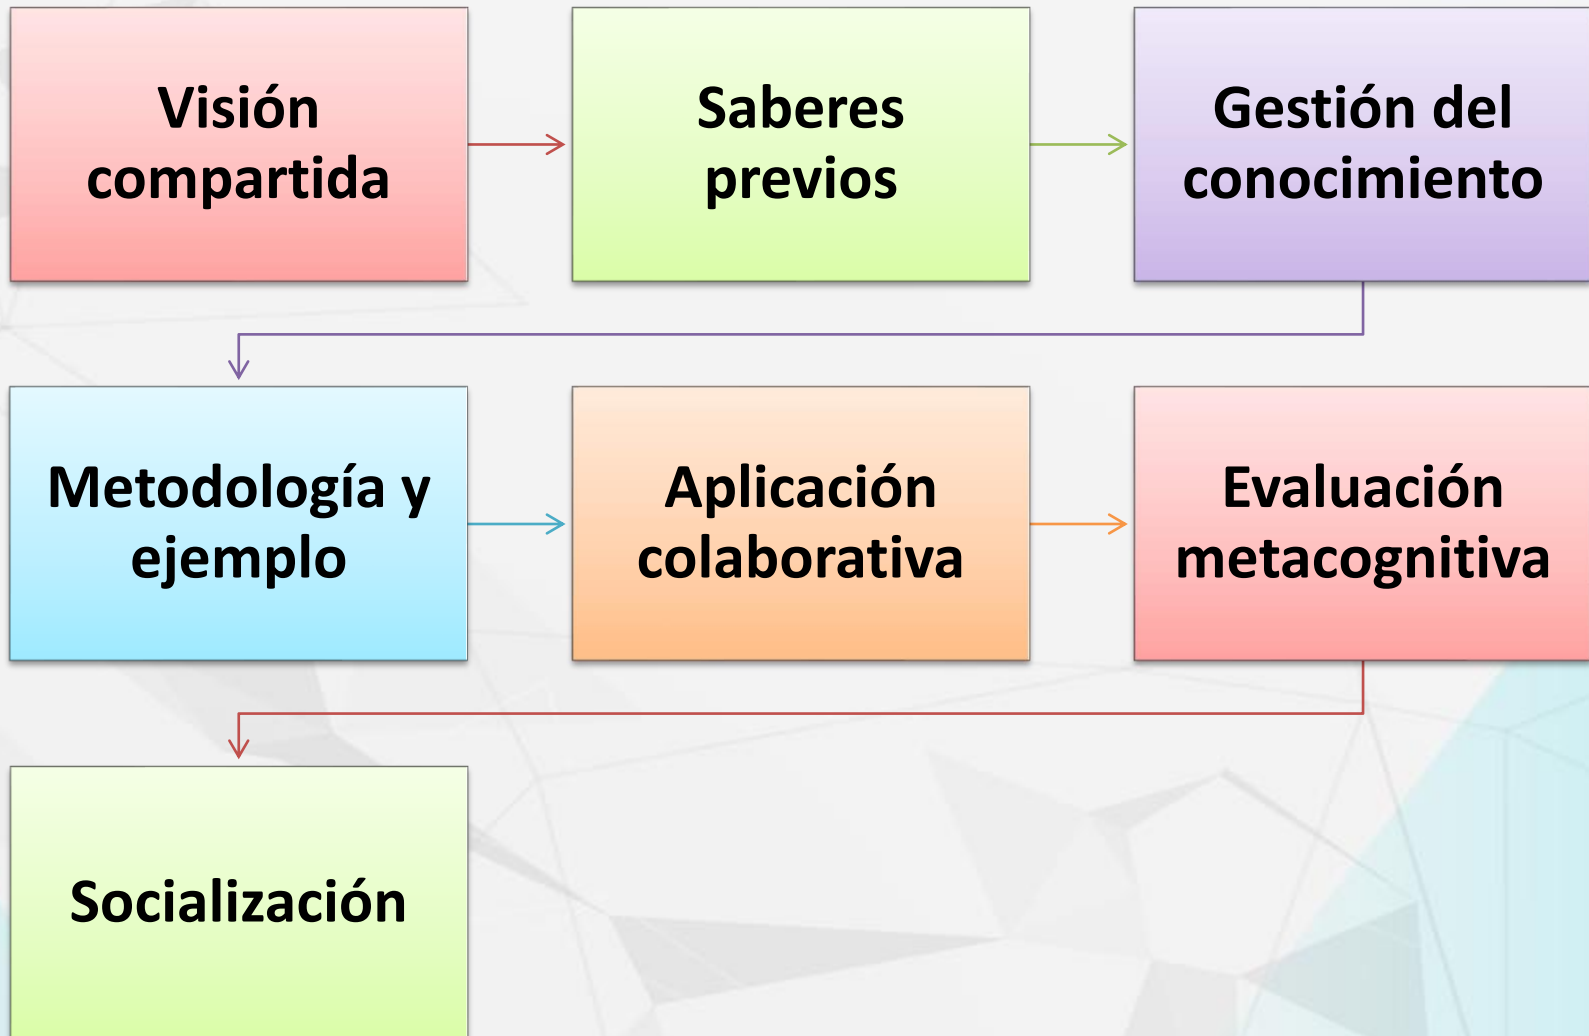 Visión
compartida
Saberes
previos
Gestión del
conocimiento
Metodología y
ejemplo
Aplicación
colaborativa
Evaluación
metacognitiva
Socialización